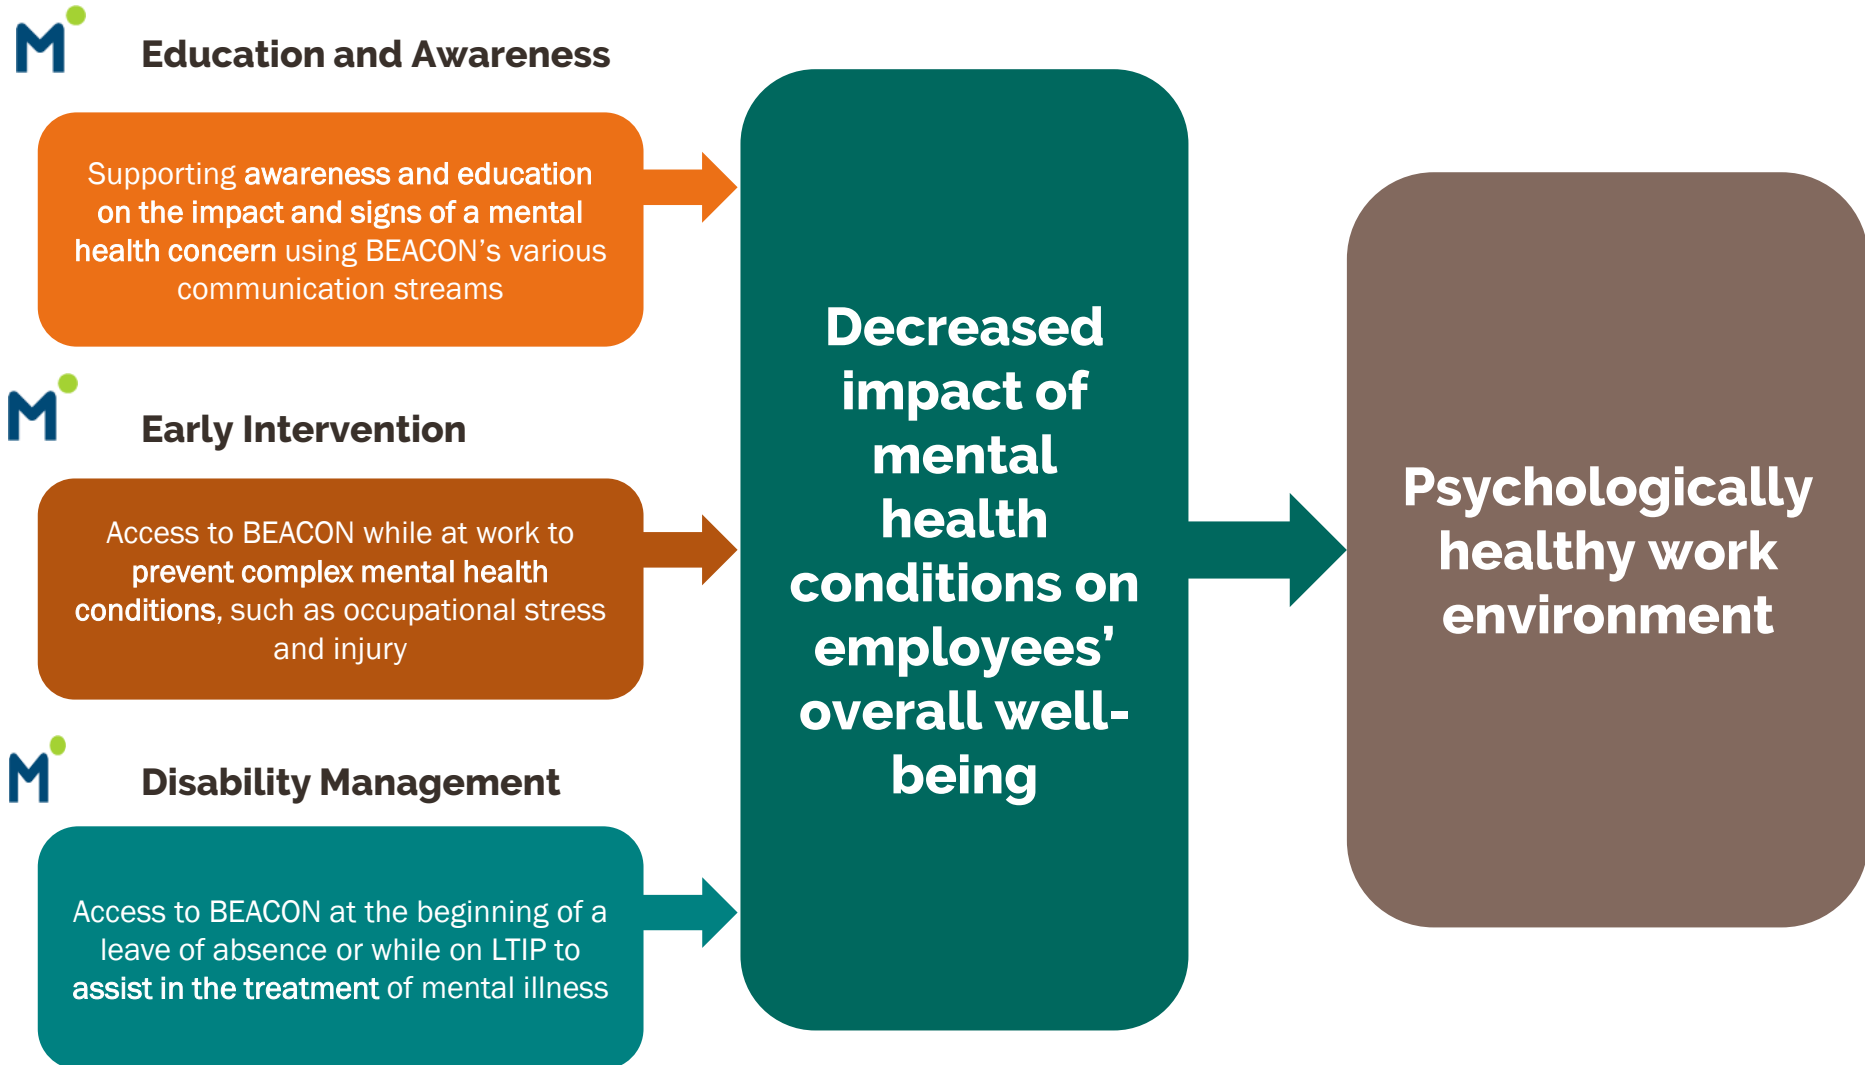 M
Education and Awareness
Supporting awareness and education
on the impact and signs of a mental
health concern using BEACON’s various
communication streams
M
Early Intervention
Access to BEACON while at work to
prevent complex mental health
conditions, such as occupational stress
and injury
M
Disability Management
Access to BEACON at the beginning of a
leave of absence or while on LTIP to
assist in the treatment of mental illness
Decreased
impact of
mental
health
conditions on
employees’
overall well-
being
Psychologically
healthy work
environment